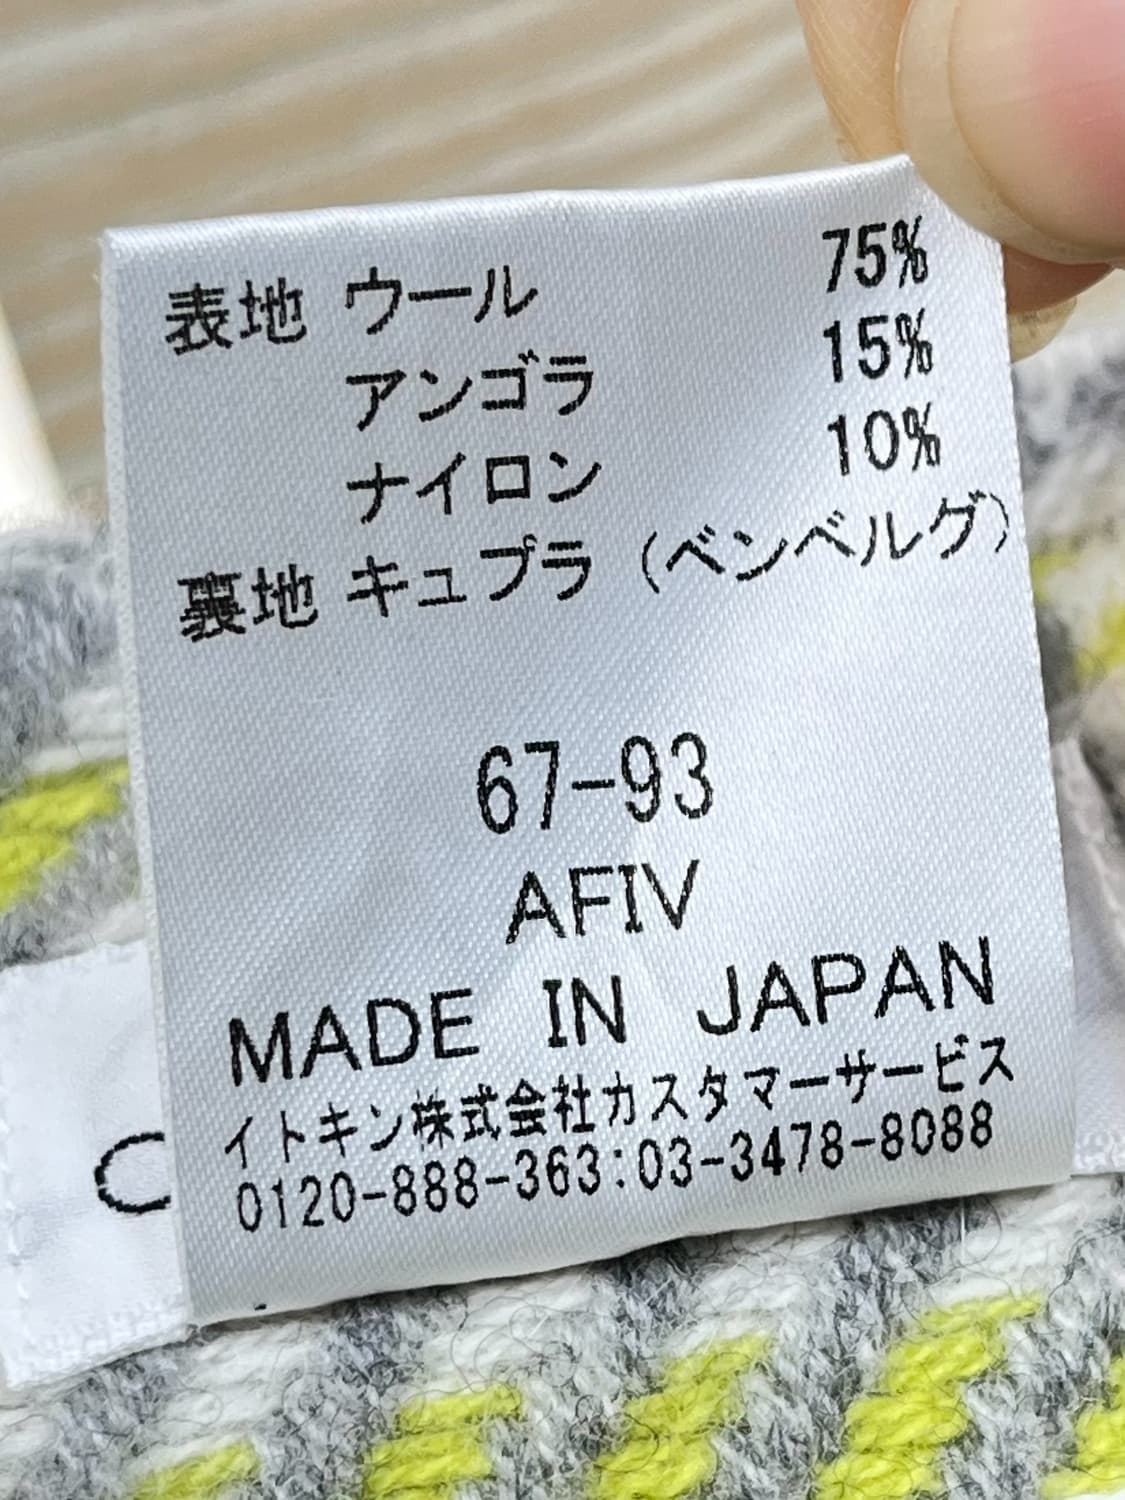 表地 ウール 75%
アンゴラ 15%
ナイロン 10%
裏地 キュプラ (ベンベルグ)
67-93
AFIV
MADE IN JAPAN
イトキン株式会社カスタマーサービス
0120-888-363:03-3478-8088